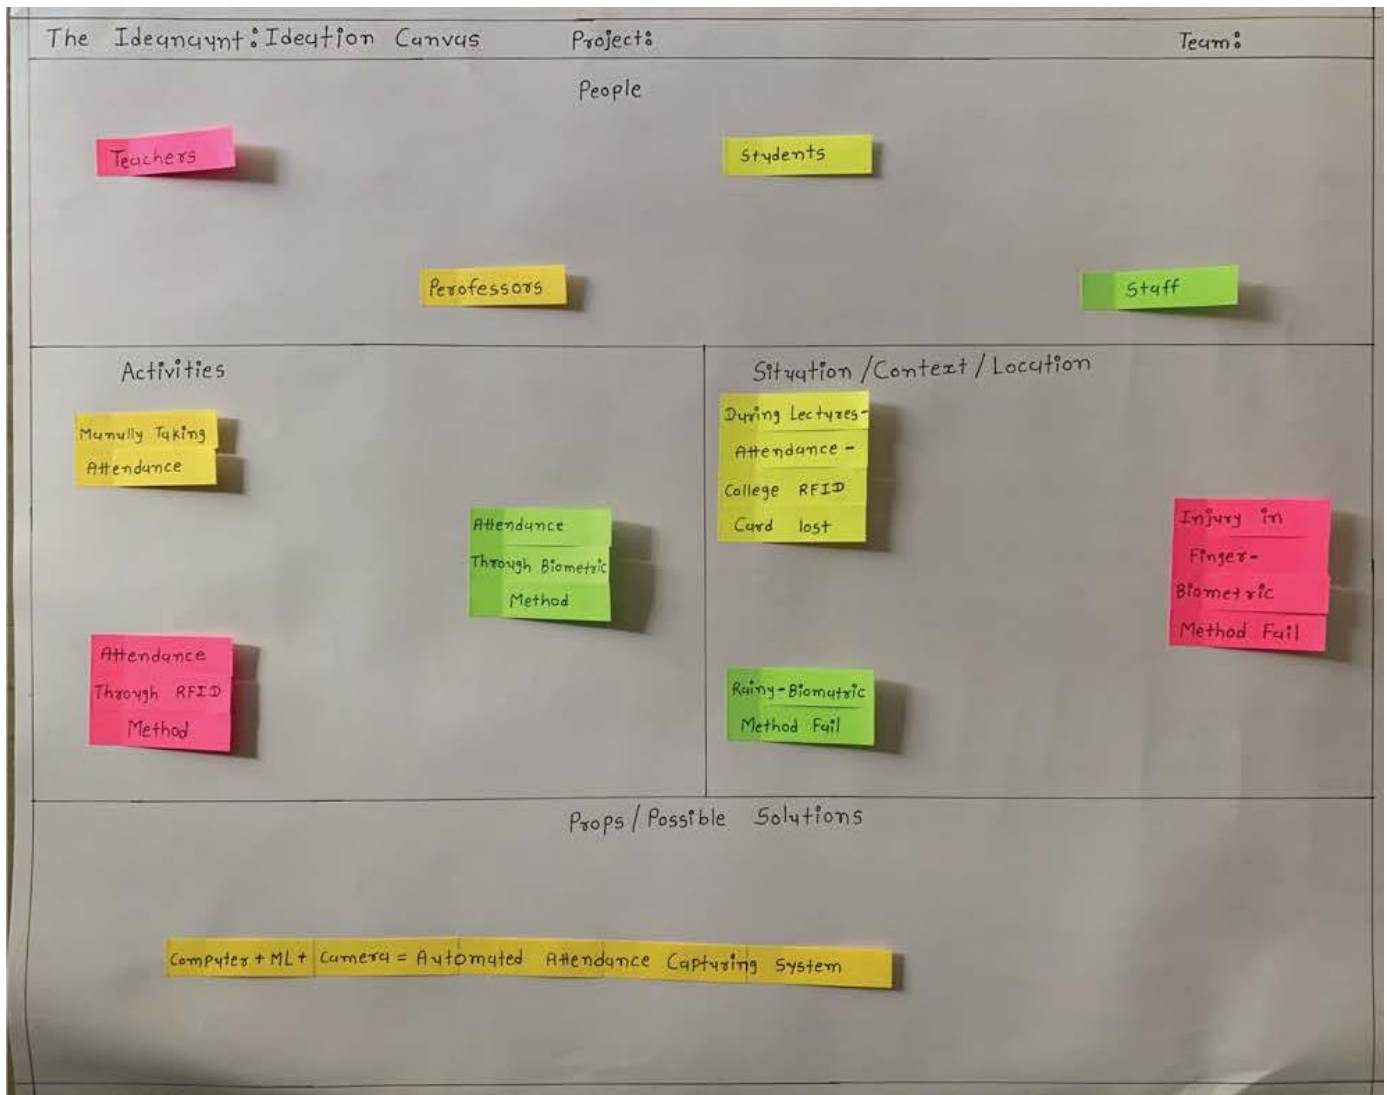 The Ideanaynt: Ideation Canvas Project: Team:
People
Teachers
Students
Perofessors
Staff
Activities
Manully Taking
Attendance
Attendance
Through Biometric
Method
Attendance
Through RFID
Method
Situation / Context / Location
During Lectures-
Attendance -
College RFID
Card lost
Injury in
Finger-
Biometric
Method Fail
Rainy-Biomatric
Method Fail
Props / Possible Solutions
Computer + ML + Camera = Automated Attendance Capturing System